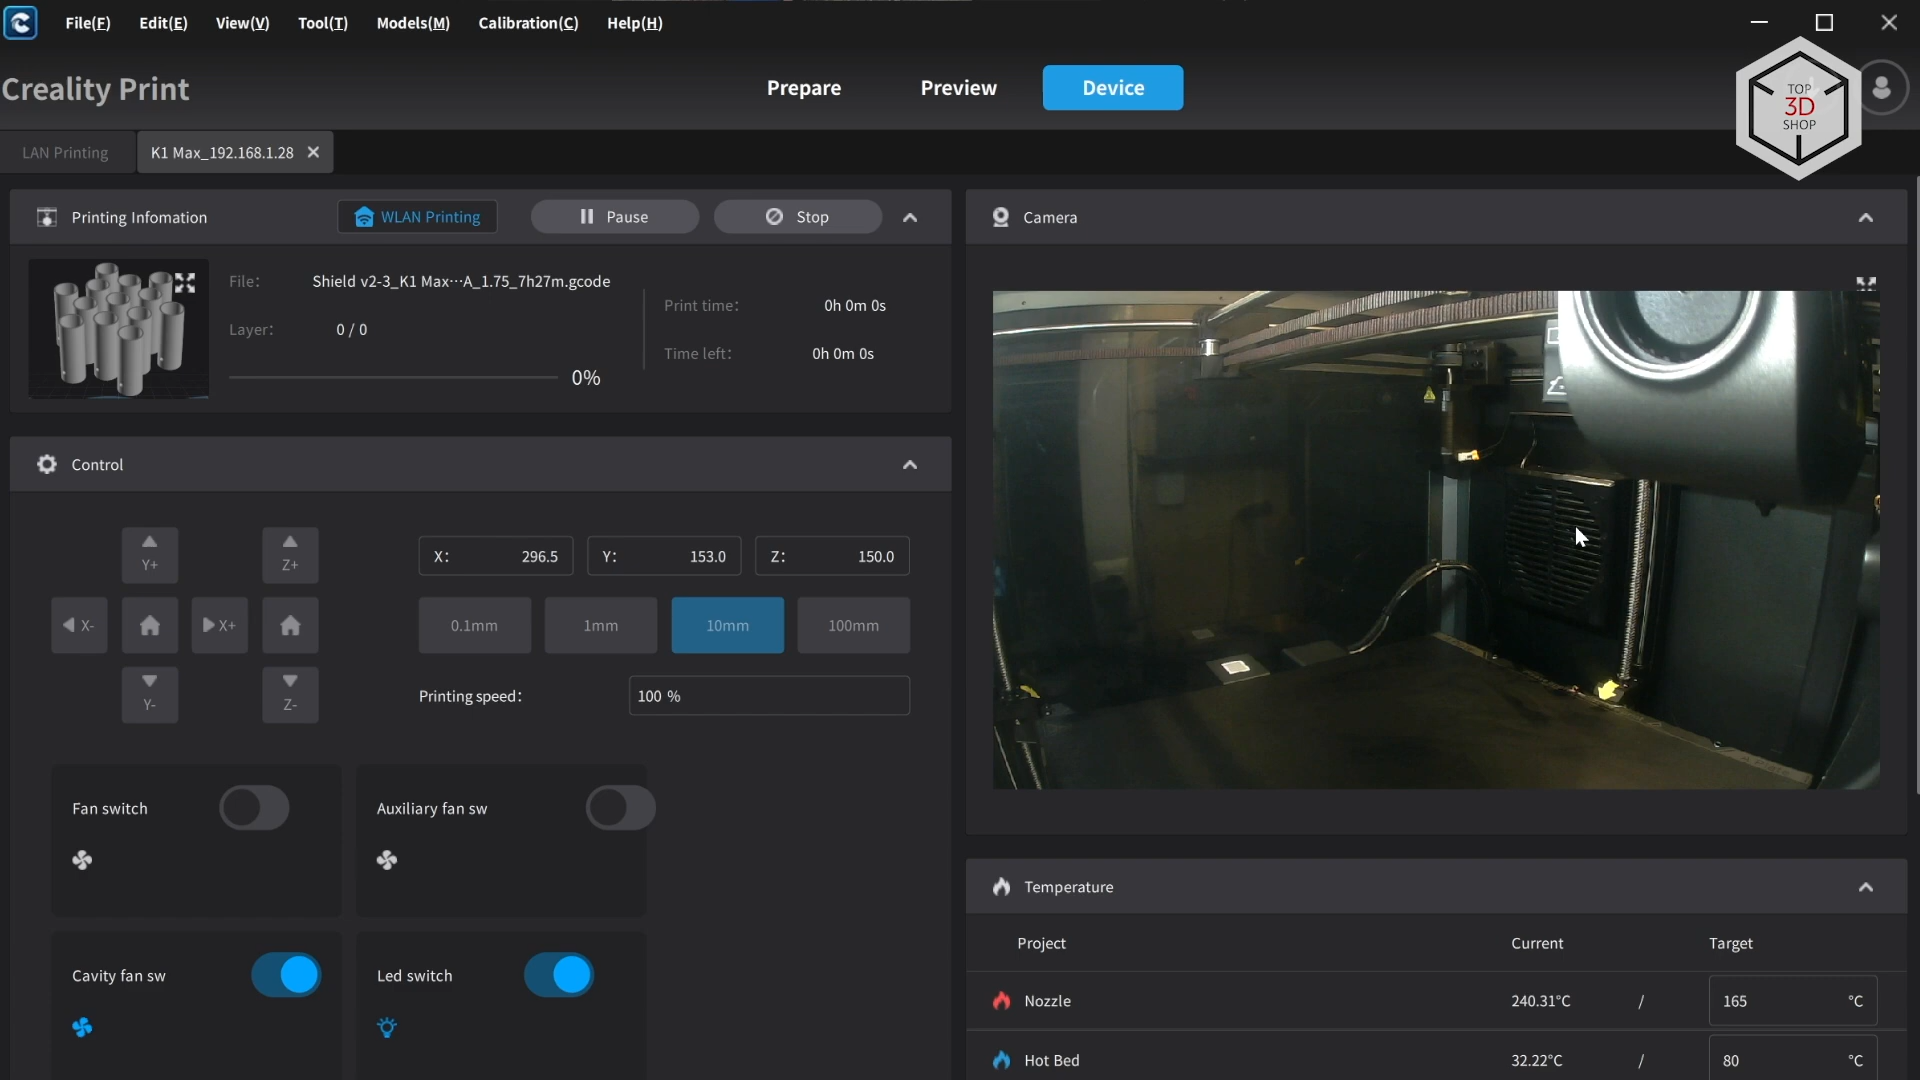 File(F) Edit(E) View(V) Tool(T) Models(M) Calibration(C) Help(H)
Creality Print
Prepare Preview Device
TOP
3D
SHOP
LAN Printing K1 Max_192.168.1.28
Printing Infomation WLAN Printing Pause Stop
File: Shield v2-3_K1 Max···A_1.75_7h27m.gcode
Layer: 0 / 0
0%
Print time: 0h 0m 0s
Time left: 0h 0m 0s
Control
Y+ Z+
X- X+
Y- Z-
X: 296.5 Y: 153.0 Z: 150.0
0.1mm 1mm 10mm 100mm
Printing speed: 100 %
Fan switch Auxiliary fan sw
Cavity fan sw Led switch
Camera
Temperature
Project Current Target
Nozzle 240.31°C / 165 °C
Hot Bed 32.22°C / 80 °C